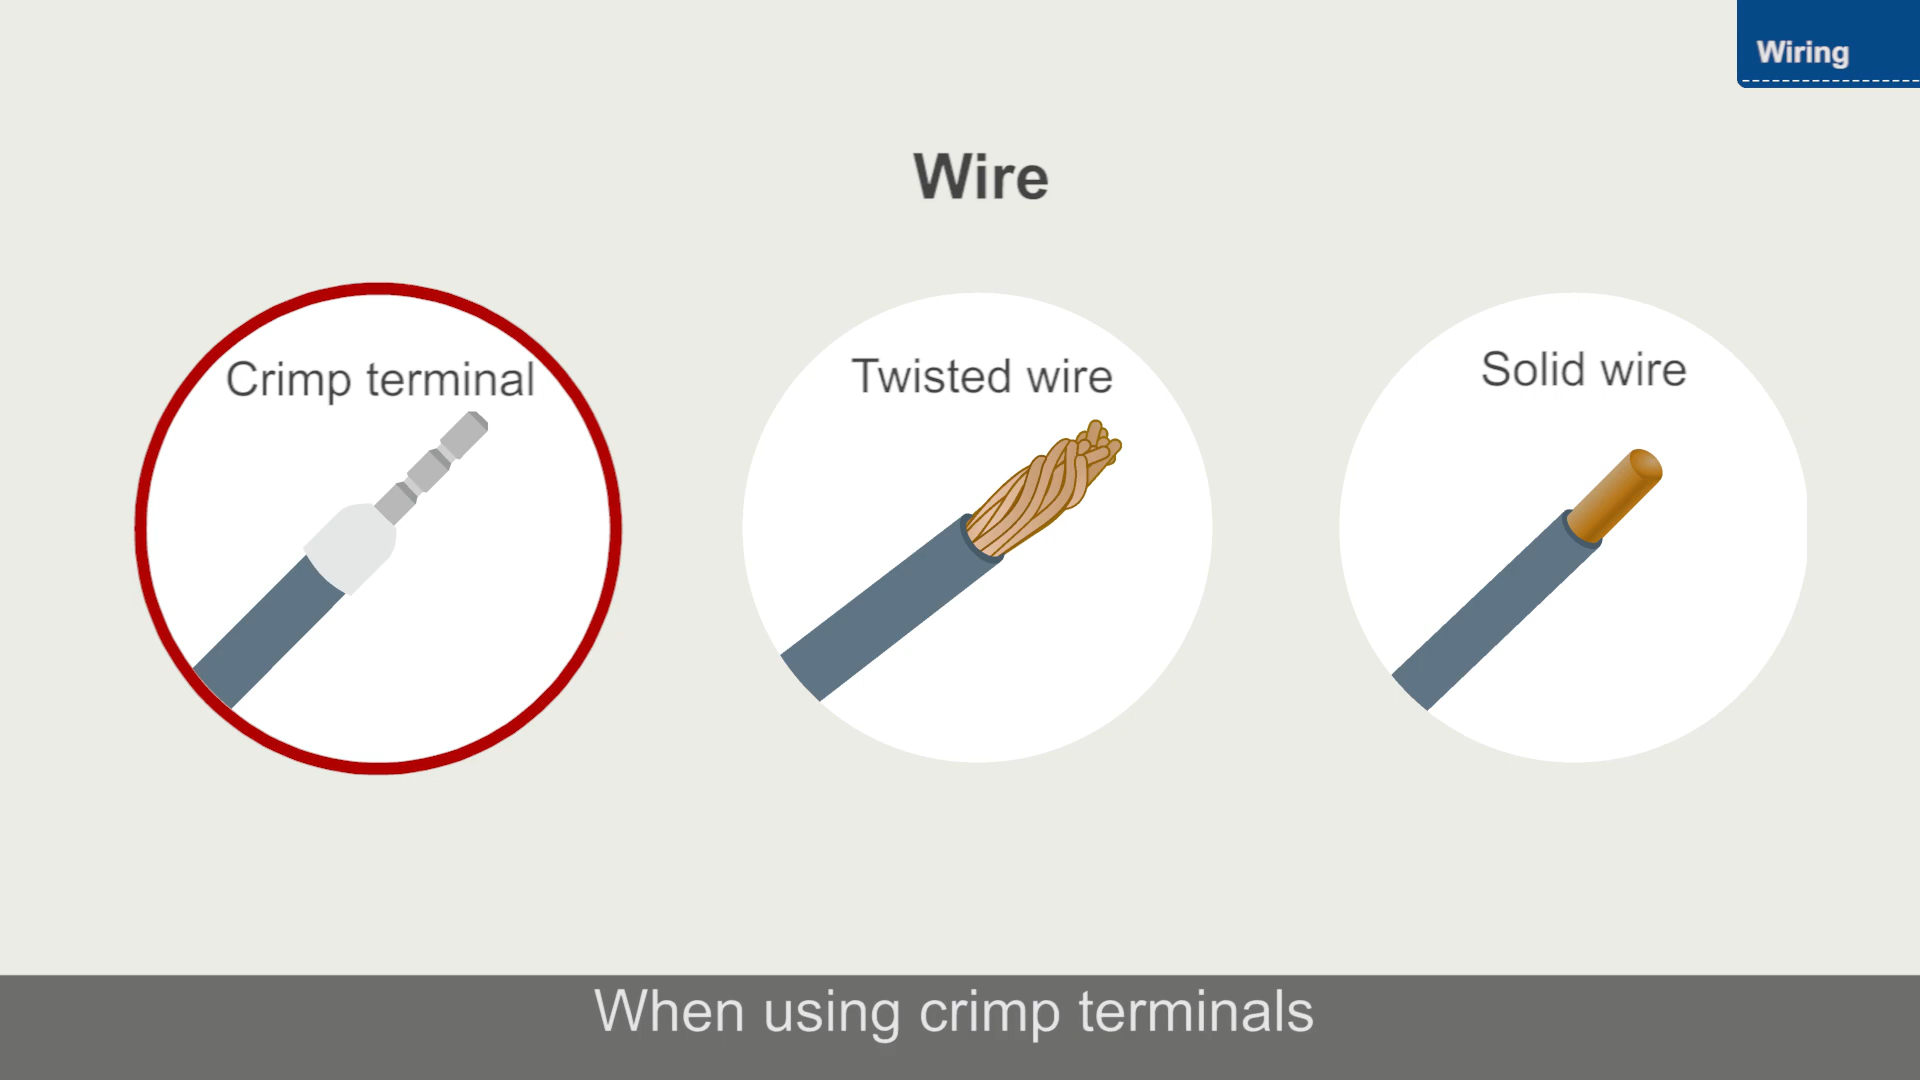 Wiring
Wire
Crimp terminal
Twisted wire
Solid wire
When using crimp terminals